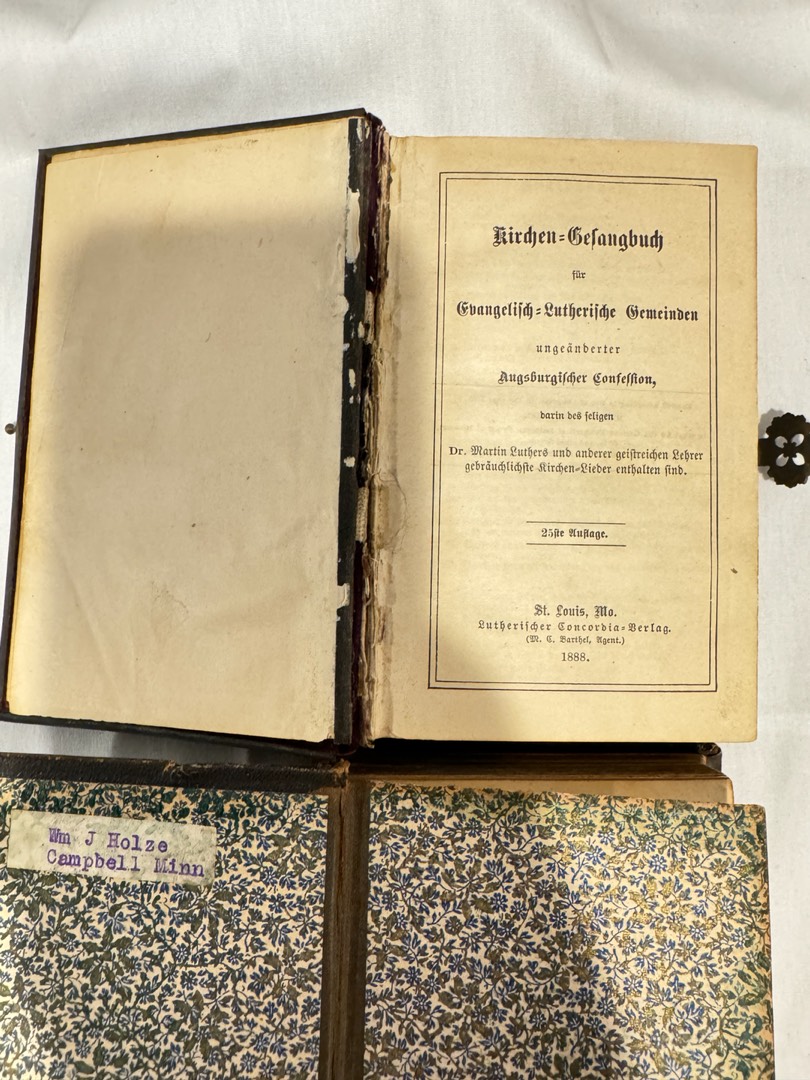 Kirchen-Gesangbuch
für
Evangelisch-Lutherische Gemeinden
ungeänderter
Augsburgischer Confession,
darin des seligen
Dr. Martin Luthers und anderer geistreichen Lehrer
gebräuchlichste Kirchen-Lieder enthalten sind.
25ste Auflage.
St. Louis, Mo.
Lutherischer Concordia-Verlag.
(M. C. Barthel, Agent.)
1888.
Wm J Holze
Campbell Minn